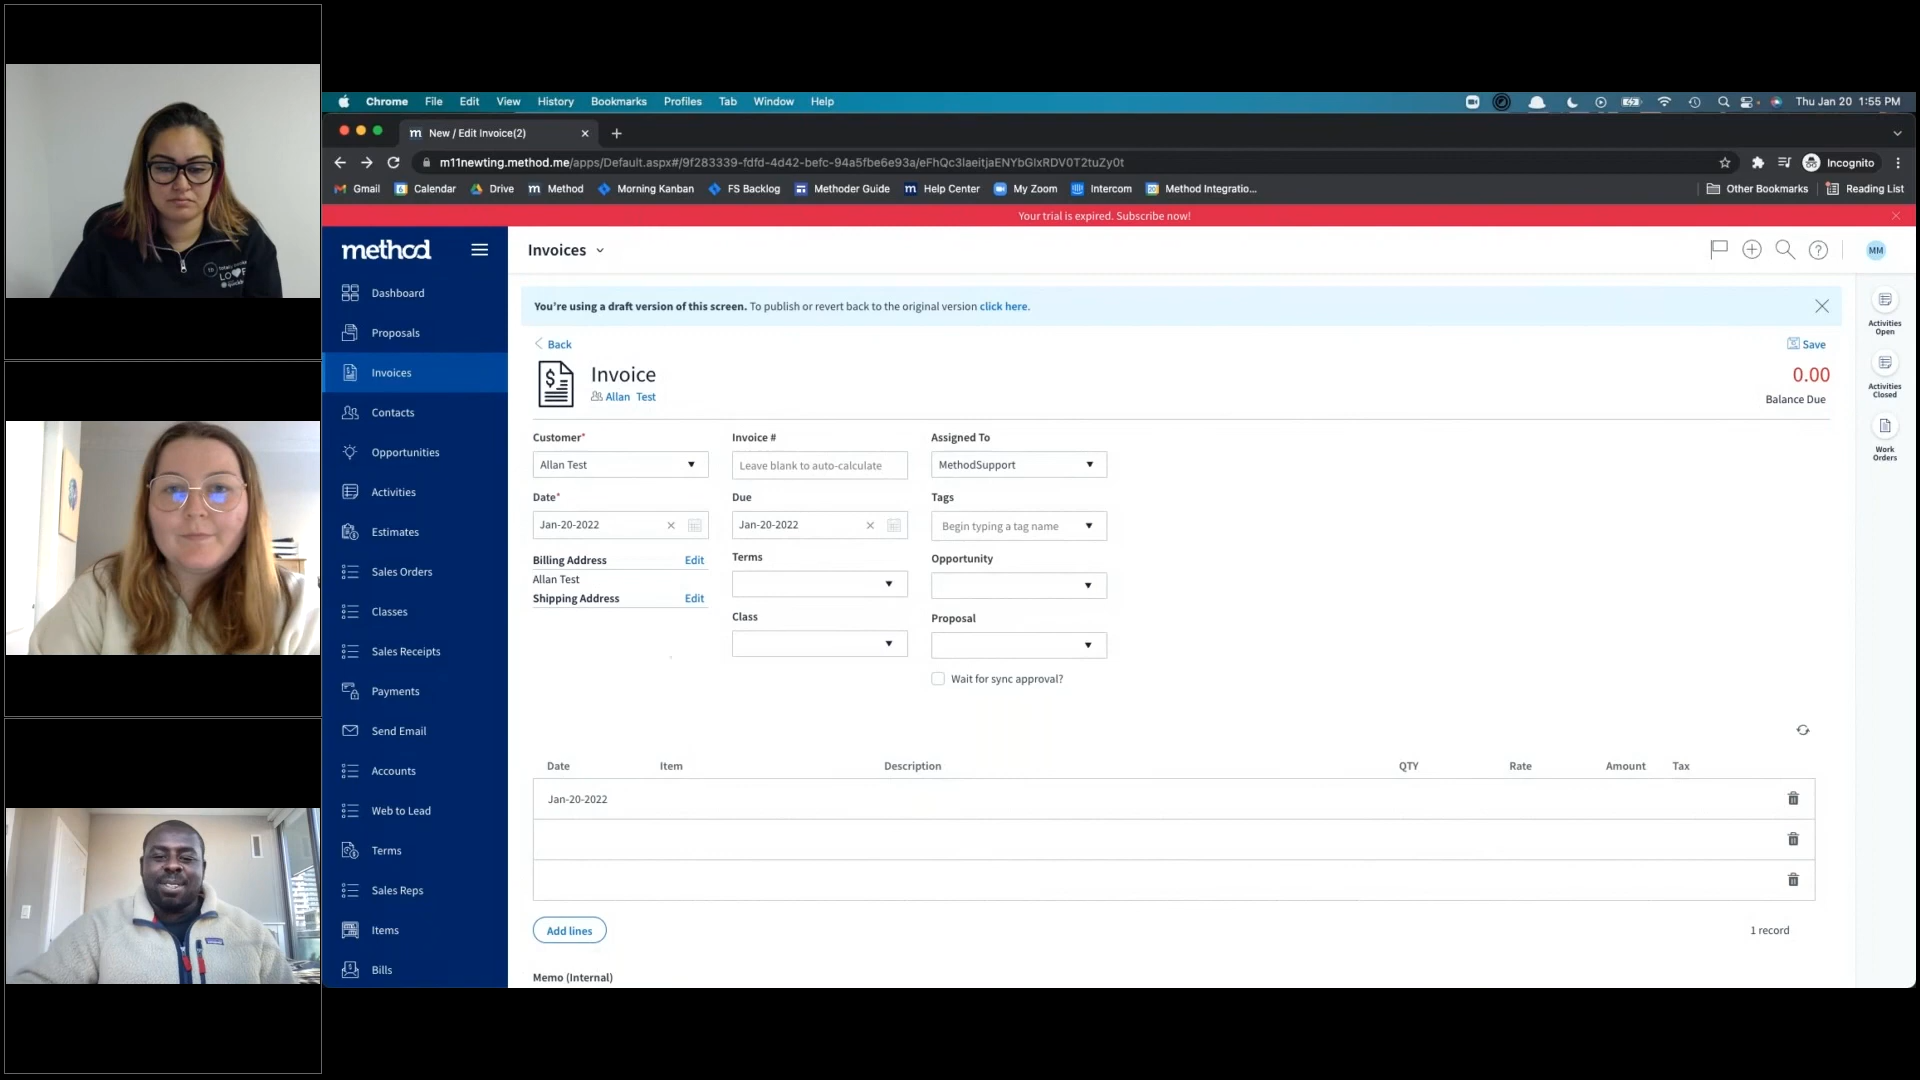 Chrome File Edit View History Bookmarks Profiles Tab Window Help Thu Jan 20 1:55 PM
m New / Edit Invoice(2)
m11newting.method.me/apps/Default.aspx#/9f283339-fdfd-4d42-befc-94a5fbe6e93a/eFhQc3laeitjaENYbGlxRDV0T2tuZy0t Incognito
Gmail Calendar Drive m Method Morning Kanban FS Backlog Methoder Guide m Help Center My Zoom Intercom Method Integratio... Other Bookmarks Reading List
Your trial is expired. Subscribe now!
method
Dashboard
Proposals
Invoices
Contacts
Opportunities
Activities
Estimates
Sales Orders
Classes
Sales Receipts
Payments
Send Email
Accounts
Web to Lead
Terms
Sales Reps
Items
Bills
Invoices
MM
You're using a draft version of this screen. To publish or revert back to the original version click here.
Back
Save
Invoice
Allan Test
0.00
Balance Due
Customer*
Allan Test
Invoice #
Leave blank to auto-calculate
Assigned To
MethodSupport
Date*
Jan-20-2022
Due
Jan-20-2022
Tags
Begin typing a tag name
Billing Address Edit
Allan Test
Shipping Address Edit
Terms
Opportunity
Class
Proposal
Wait for sync approval?
Date Item Description QTY Rate Amount Tax
Jan-20-2022
Add lines
1 record
Memo (Internal)
Activities
Open
Activities
Closed
Work
Orders